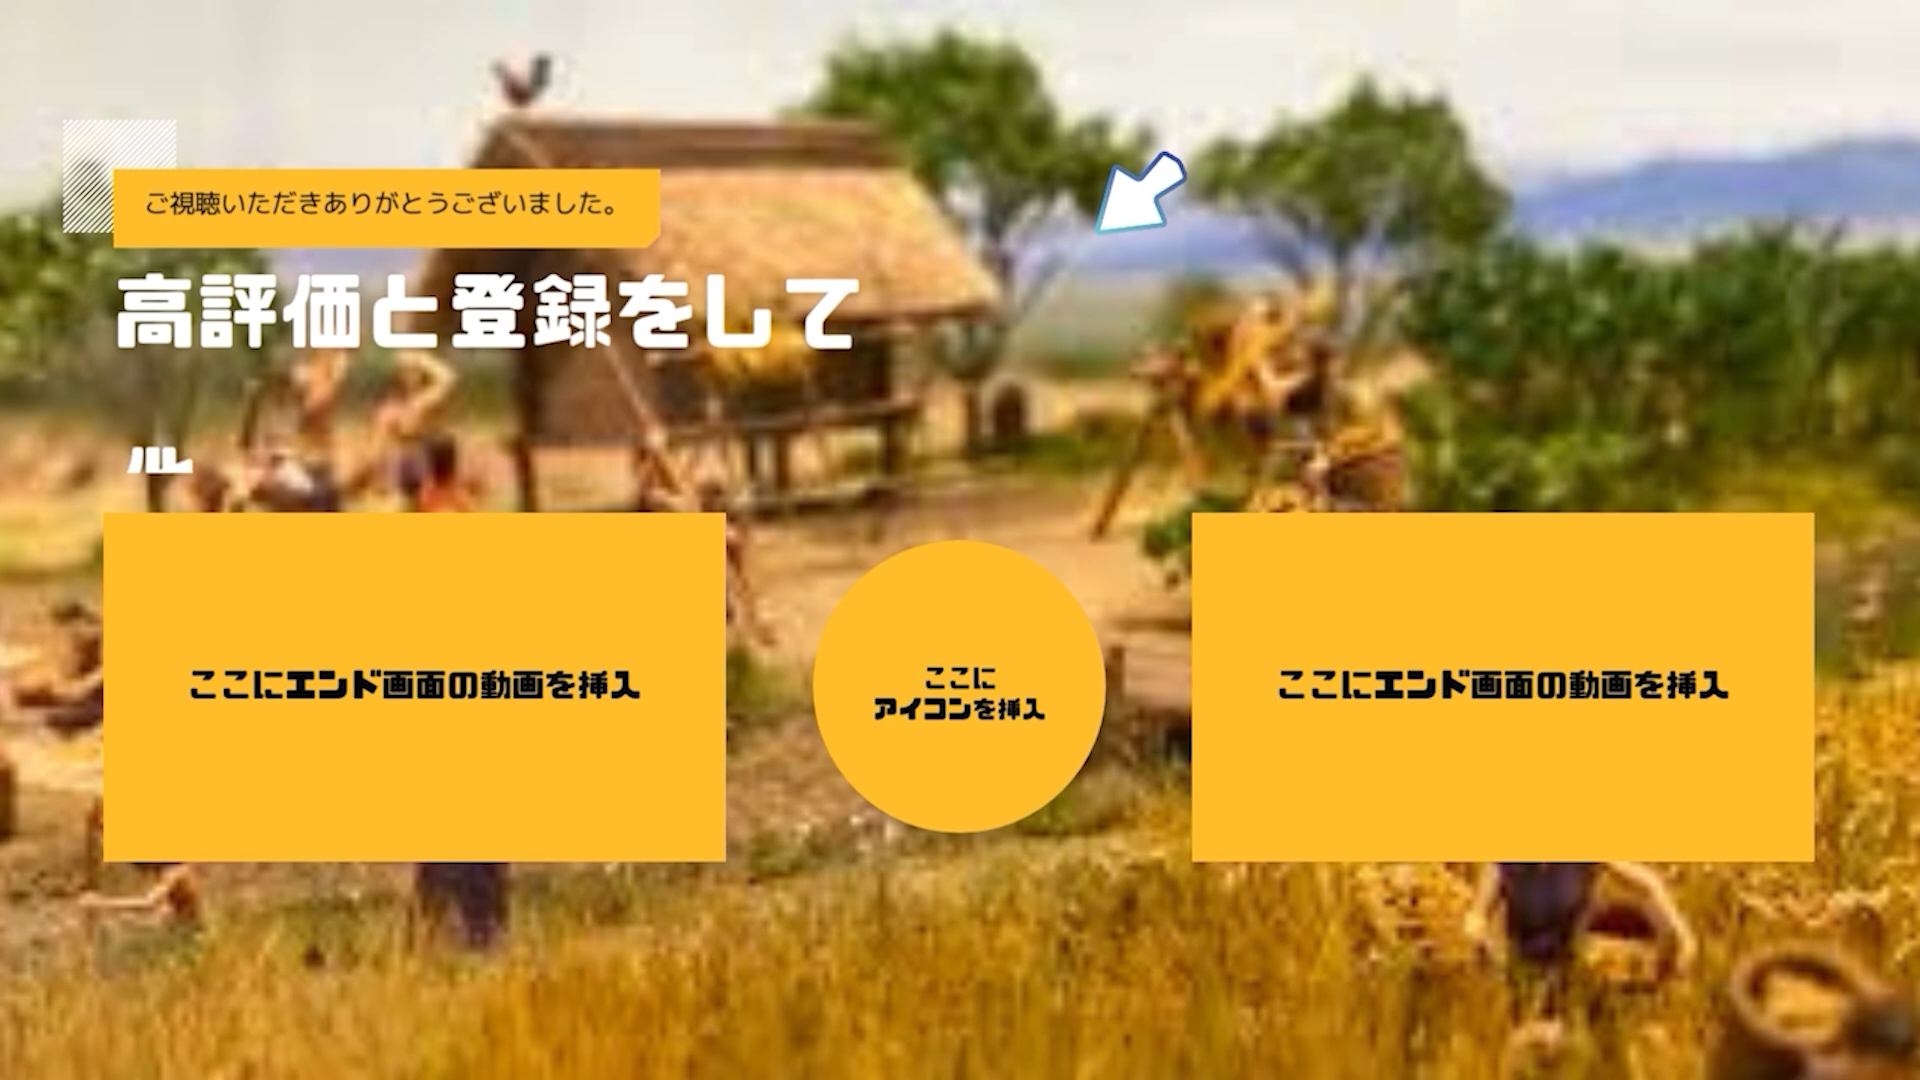 ご視聴いただきありがとうございました。
高評価と登録をして
ここにエンド画面の動画を挿入
ここに
アイコンを挿入
ここにエンド画面の動画を挿入